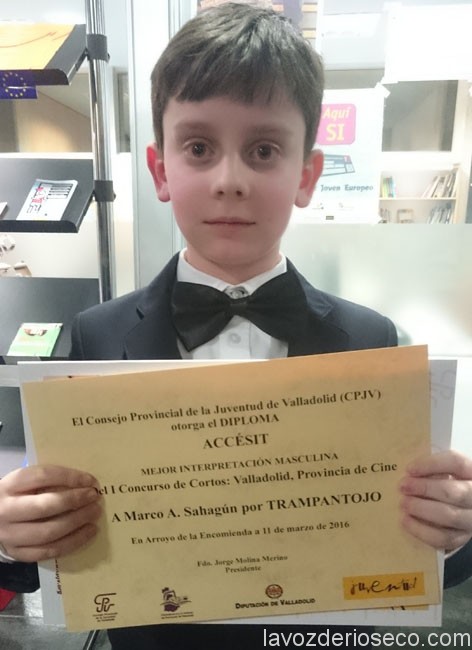 Aquí
SI
Joven Europeo
El Consejo Provincial de la Juventud de Valladolid (CPJV)
otorga el DIPLOMA
ACCÉSIT
MEJOR INTERPRETACIÓN MASCULINA
del I Concurso de Cortos: Valladolid, Provincia de Cine
A Marco A. Sahagún por TRAMPANTOJO
En Arroyo de la Encomienda a 11 de marzo de 2016
Fdo. Jorge Molina Merino
Presidente
CPJV
DIPUTACIÓN DE VALLADOLID
lavozderioseco.com